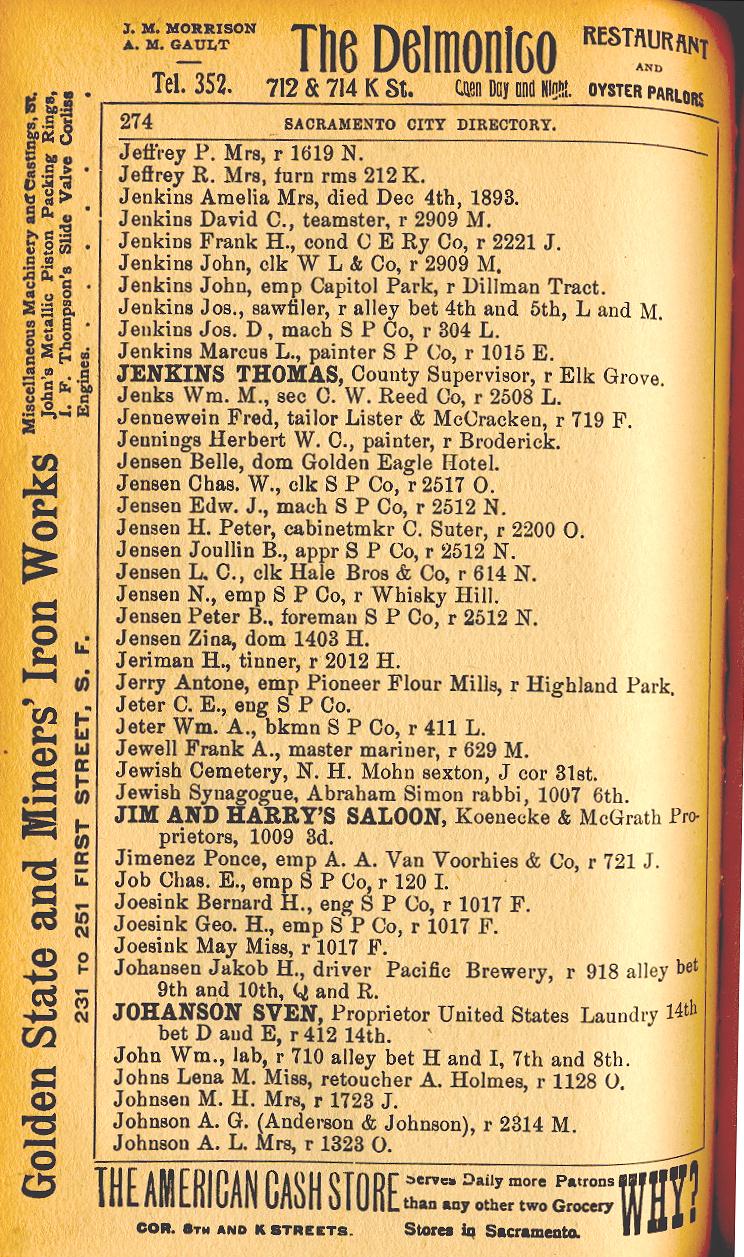 J. M. MORRISON
A. M. GAULT
Tel. 352.
The Delmonico
712 & 714 K St. Open Day and Night.
RESTAURANT
AND
OYSTER PARLORS
274 SACRAMENTO CITY DIRECTORY.
Jeffrey P. Mrs, r 1619 N.
Jeffrey R. Mrs, furn rms 212 K.
Jenkins Amelia Mrs, died Dec 4th, 1893.
Jenkins David C., teamster, r 2909 M.
Jenkins Frank H., cond C E Ry Co, r 2221 J.
Jenkins John, clk W L & Co, r 2909 M.
Jenkins John, emp Capitol Park, r Dillman Tract.
Jenkins Jos., sawfiler, r alley bet 4th and 5th, L and M.
Jenkins Jos. D , mach S P Co, r 304 L.
Jenkins Marcus L., painter S P Co, r 1015 E.
JENKINS THOMAS, County Supervisor, r Elk Grove.
Jenks Wm. M., sec C. W. Reed Co, r 2508 L.
Jennewein Fred, tailor Lister & McCracken, r 719 F.
Jennings Herbert W. C., painter, r Broderick.
Jensen Belle, dom Golden Eagle Hotel.
Jensen Chas. W., clk S P Co, r 2517 O.
Jensen Edw. J., mach S P Co, r 2512 N.
Jensen H. Peter, cabinetmkr C. Suter, r 2200 O.
Jensen Joullin B., appr S P Co, r 2512 N.
Jensen L. C., clk Hale Bros & Co, r 614 N.
Jensen N., emp S P Co, r Whisky Hill.
Jensen Peter B., foreman S P Co, r 2512 N.
Jensen Zina, dom 1403 H.
Jeriman H., tinner, r 2012 H.
Jerry Antone, emp Pioneer Flour Mills, r Highland Park.
Jeter C. E., eng S P Co.
Jeter Wm. A., bkmn S P Co, r 411 L.
Jewell Frank A., master mariner, r 629 M.
Jewish Cemetery, N. H. Mohn sexton, J cor 31st.
Jewish Synagogue, Abraham Simon rabbi, 1007 6th.
JIM AND HARRY'S SALOON, Koenecke & McGrath Pro-
prietors, 1009 3d.
Jimenez Ponce, emp A. A. Van Voorhies & Co, r 721 J.
Job Chas. E., emp S P Co, r 120 I.
Joesink Bernard H., eng S P Co, r 1017 F.
Joesink Geo. H., emp S P Co, r 1017 F.
Joesink May Miss, r 1017 F.
Johansen Jakob H., driver Pacific Brewery, r 918 alley bet
9th and 10th, Q and R.
JOHANSON SVEN, Proprietor United States Laundry 14th
bet D and E, r 412 14th.
John Wm., lab, r 710 alley bet H and I, 7th and 8th.
Johns Lena M. Miss, retoucher A. Holmes, r 1128 O.
Johnsen M. H. Mrs, r 1723 J.
Johnson A. G. (Anderson & Johnson), r 2314 M.
Johnson A. L. Mrs, r 1323 O.
Golden State and Miners' Iron Works
231 TO 251 FIRST STREET, S. F.
Miscellaneous Machinery and Castings, St.
John's Metallic Piston Packing Rings,
I. F. Thompson's Slide Valve Corliss
Engines. . . . . . .
THE AMERICAN CASH STORE
COR. 8TH AND K STREETS.
Serves Daily more Patrons
than any other two Grocery
Stores in Sacramento.
WHY?